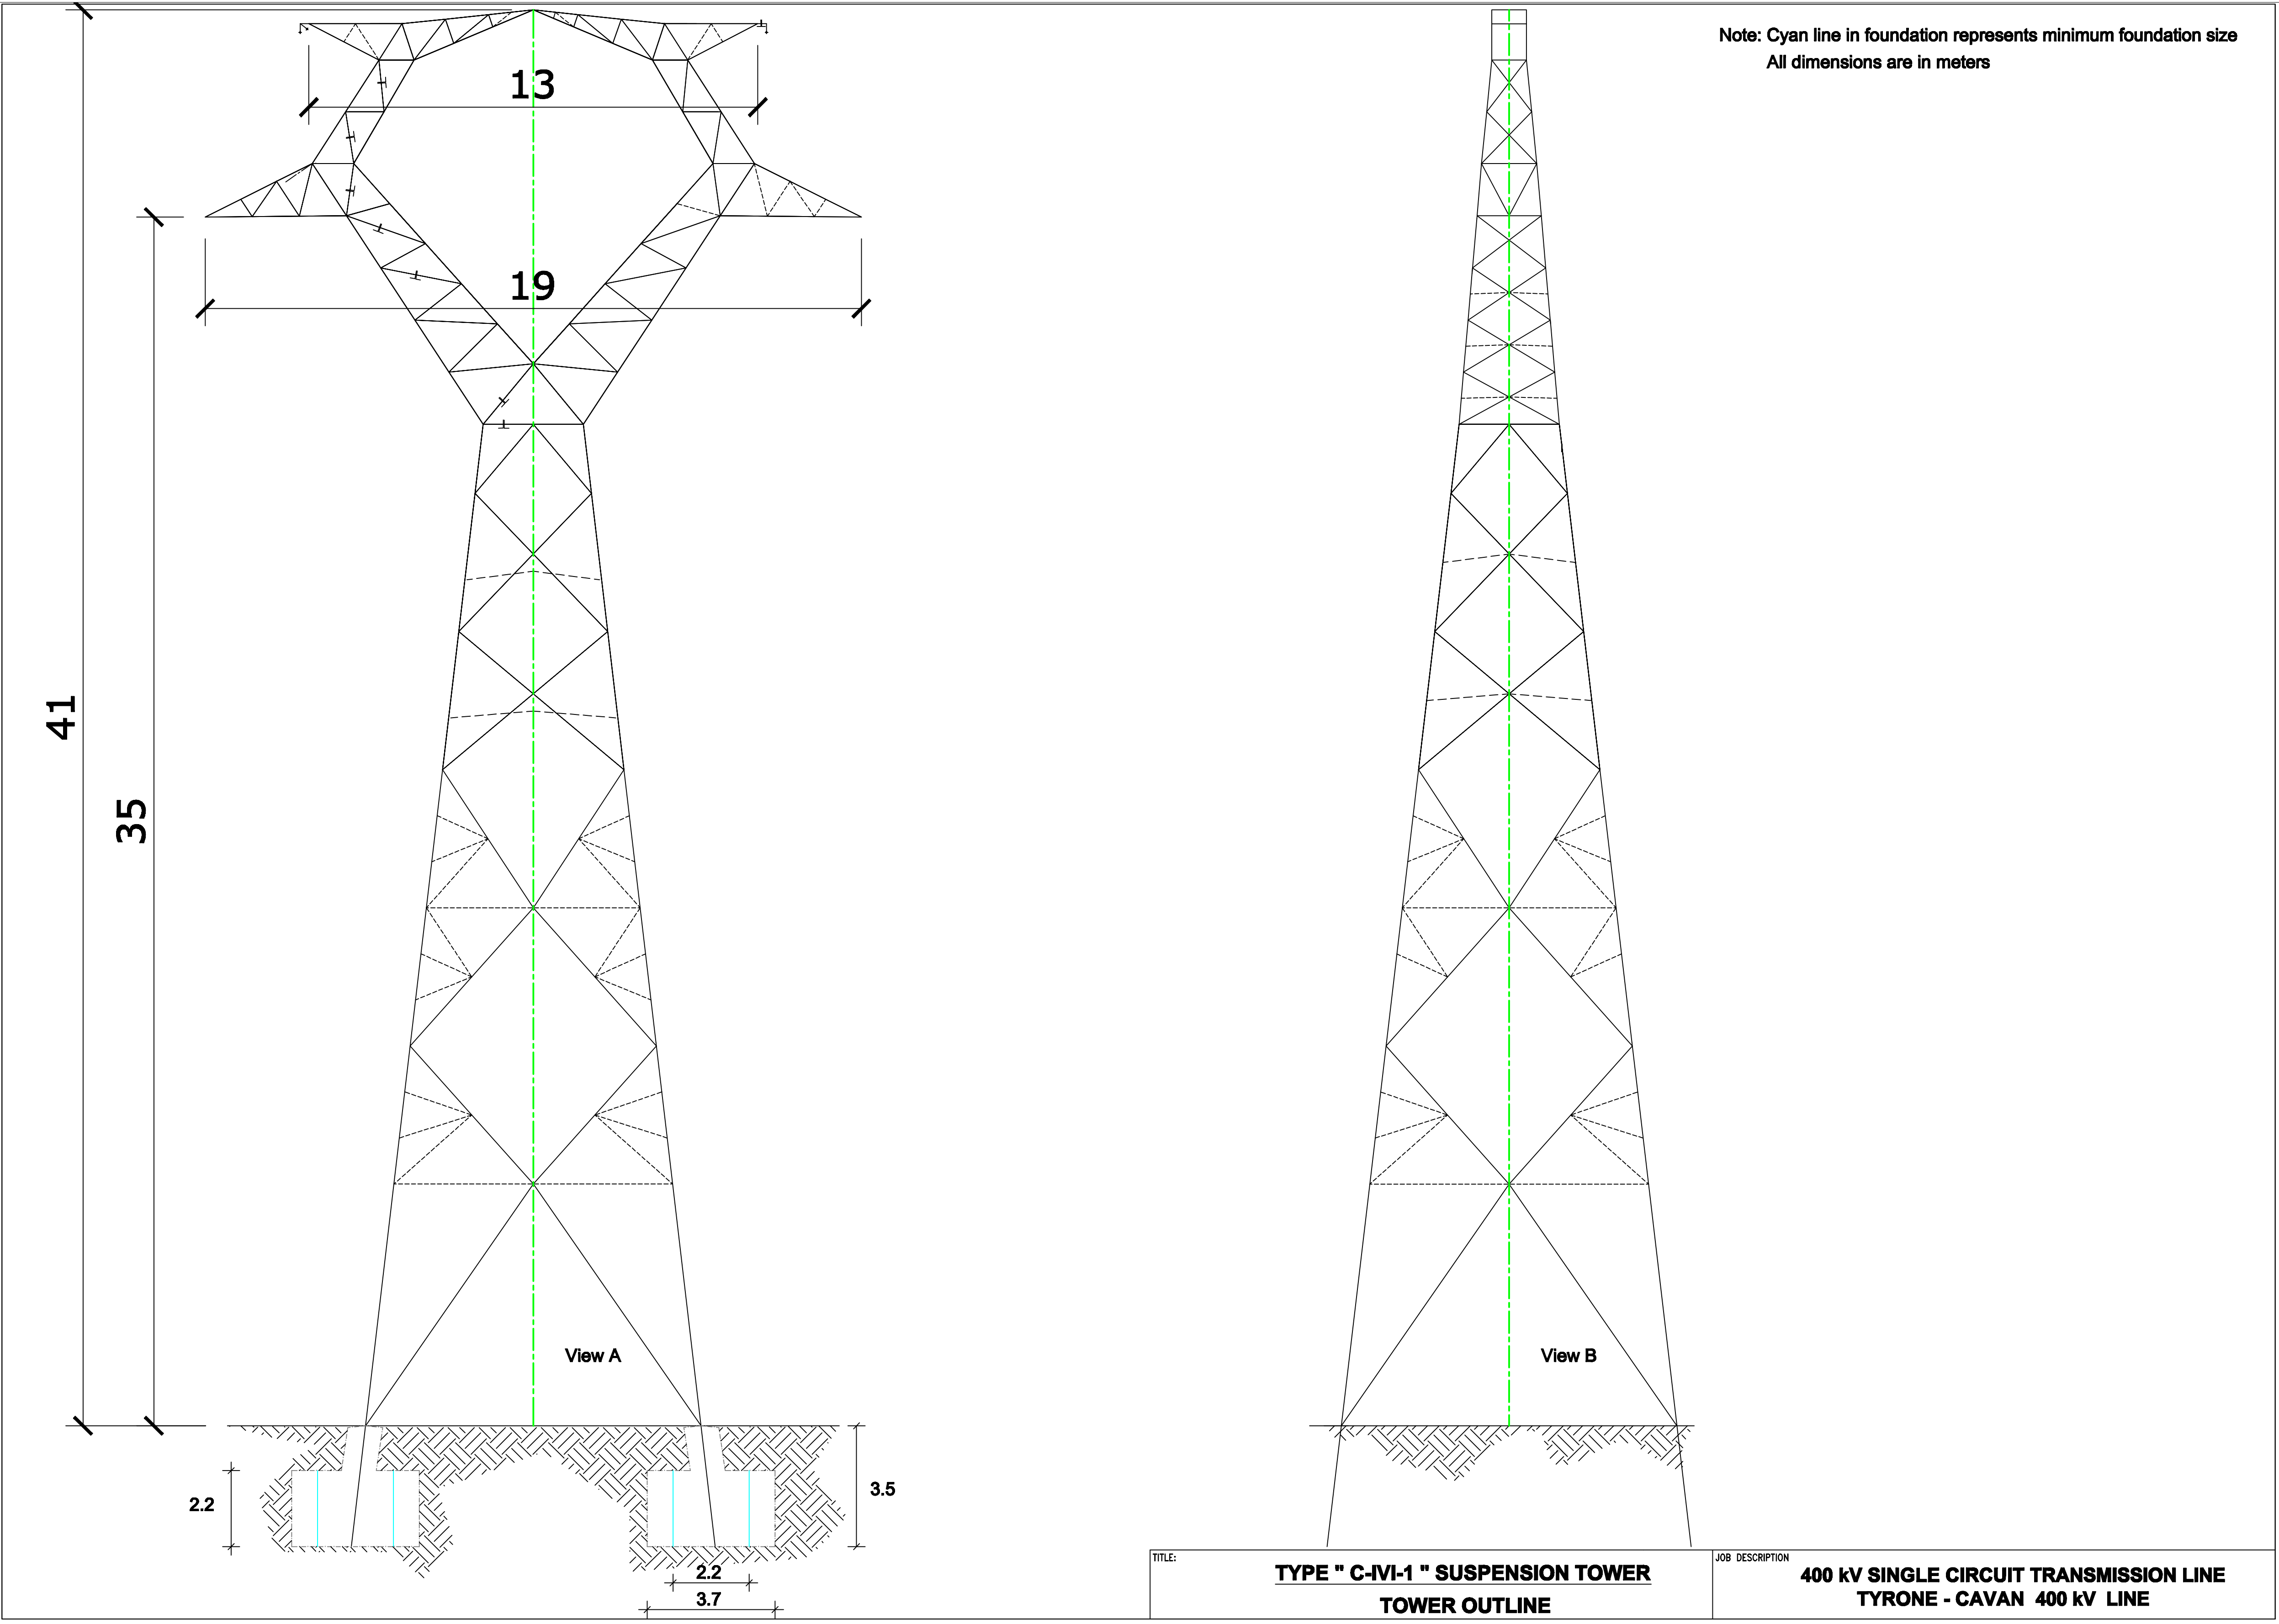 Note: Cyan line in foundation represents minimum foundation size
All dimensions are in meters
13
19
41
35
View A
View B
2.2
3.5
2.2
3.7
TITLE:
TYPE " C-IVI-1 " SUSPENSION TOWER
TOWER OUTLINE
JOB DESCRIPTION
400 kV SINGLE CIRCUIT TRANSMISSION LINE
TYRONE - CAVAN 400 kV LINE